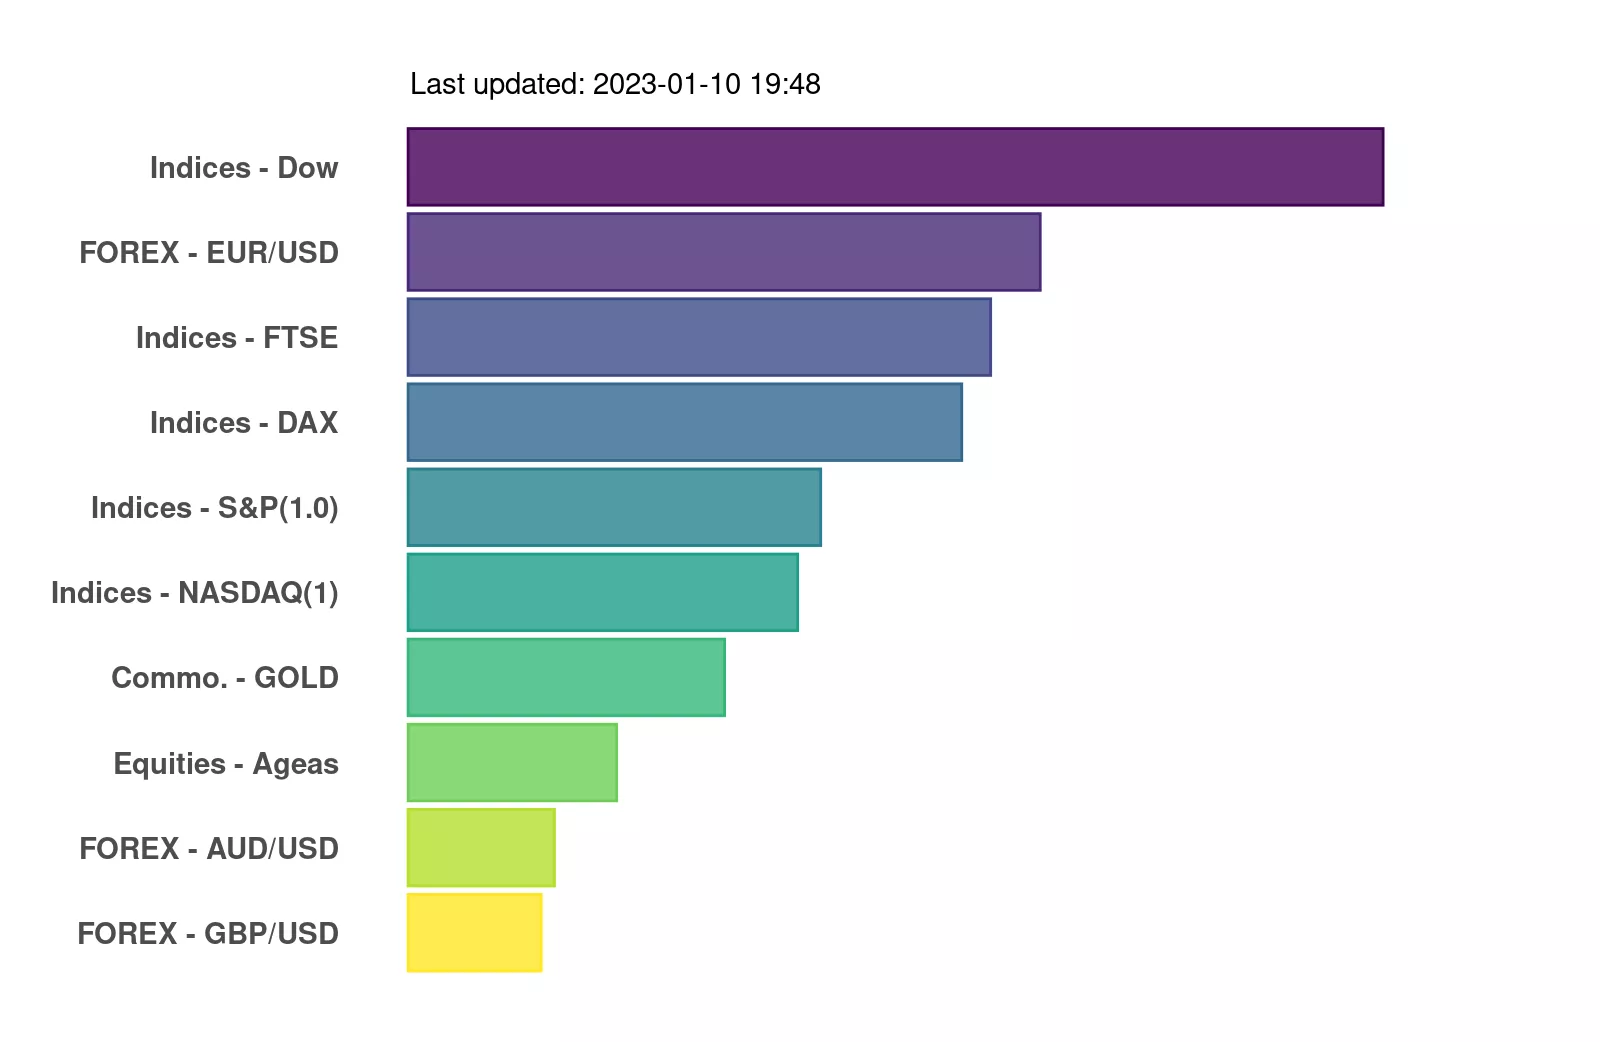 Last updated: 2023-01-10 19:48
Indices - Dow
FOREX - EUR/USD
Indices - FTSE
Indices - DAX
Indices - S&P(1.0)
Indices - NASDAQ(1)
Commo. - GOLD
Equities - Ageas
FOREX - AUD/USD
FOREX - GBP/USD